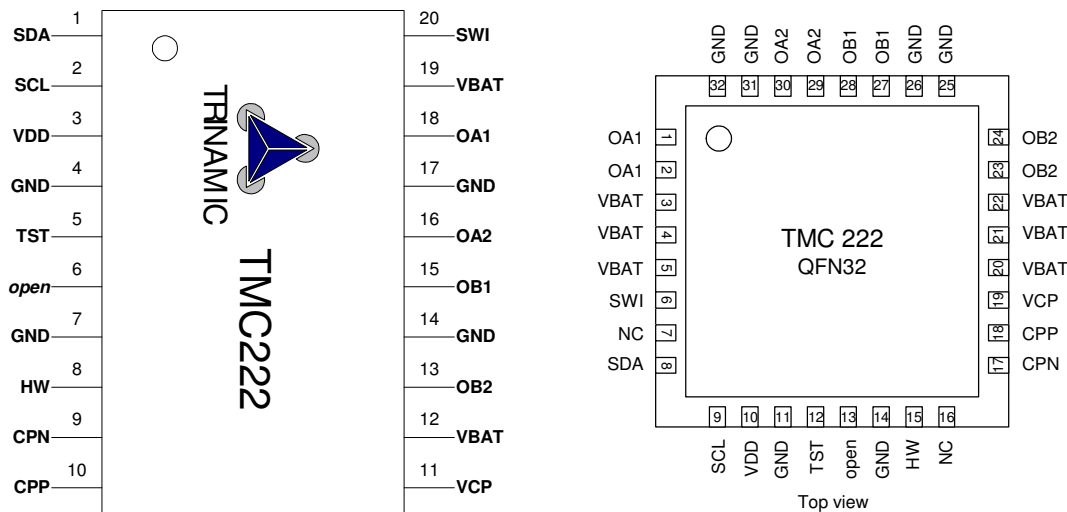 1 20
SDA SWI
2 19
SCL VBAT
3 18
VDD OA1
4 17
GND GND
5 16
TST OA2
6 15
open OB1
7 14
GND GND
8 13
HW OB2
9 12
CPN VBAT
10 11
CPP VCP
TRINAMIC
TMC222
GND GND OA2 OA2 OB1 OB1 GND GND
32 31 30 29 28 27 26 25
OA1 1 24 OB2
OA1 2 23 OB2
VBAT 3 22 VBAT
VBAT 4 21 VBAT
VBAT 5 20 VBAT
SWI 6 19 VCP
NC 7 18 CPP
SDA 8 17 CPN
TMC 222
QFN32
9 10 11 12 13 14 15 16
SCL VDD GND TST open GND HW NC
Top view